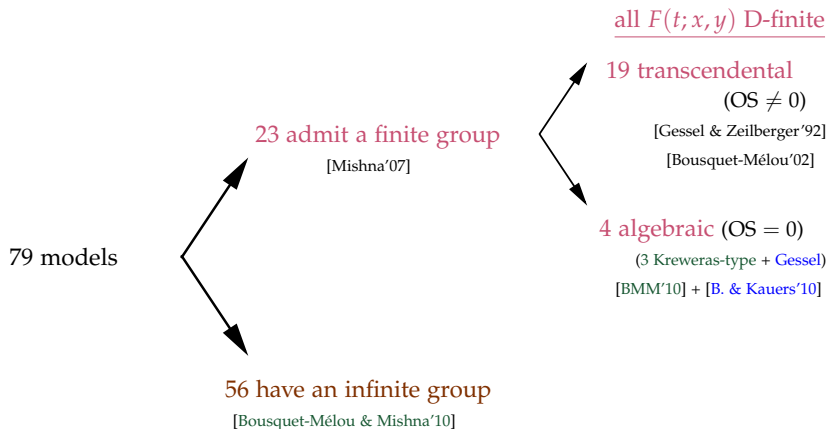 all F(t; x, y) D-finite
19 transcendental
(OS ≠ 0)
[Gessel & Zeilberger'92]
[Bousquet-Mélou'02]
23 admit a finite group
[Mishna'07]
4 algebraic (OS = 0)
(3 Kreweras-type + Gessel)
[BMM'10] + [B. & Kauers'10]
79 models
56 have an infinite group
[Bousquet-Mélou & Mishna'10]